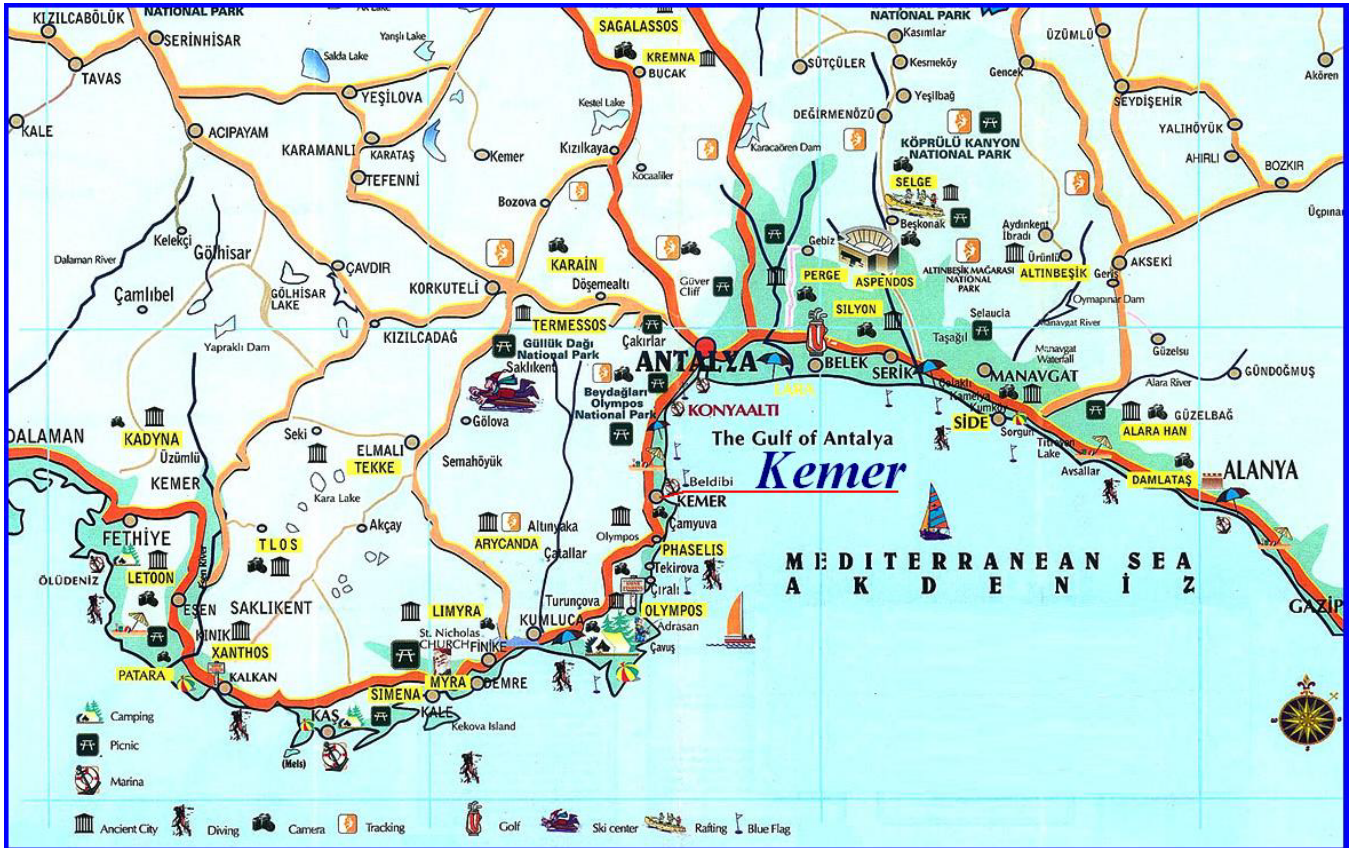 NATIONAL PARK
KIZILCABÖLÜK
SERİNHİSAR
TAVAS
KALE
ACIPAYAM
Salda Lake
Yarışlı Lake
YEŞİLOVA
KARAMANLI
KARATAŞ
TEFENNİ
Kemer
SAGALASSOS
KREMNA
BUCAK
Kestel Lake
Kızılkaya
Kocaaliler
Bozova
Karacaören Dam
NATIONAL PARK
Kasımlar
SÜTÇÜLER
Kesmeköy
Yeşilbağ
DEĞİRMENÖZÜ
KÖPRÜLÜ KANYON
NATIONAL PARK
SELGE
Beşkonak
Gencek
ÜZÜMLÜ
SEYDİŞEHİR
Akören
YALIHÖYÜK
AHIRLI
BOZKIR
Üçpınar
Kelekçi
Gölhisar
Dalaman River
Çamlıbel
GÖLHİSAR
LAKE
ÇAVDIR
Yapraklı Dam
KIZILCADAĞ
KORKUTELİ
KARAİN
Döşemealtı
TERMESSOS
Güllük Dağı
National Park
Saklıkent
Çakırlar
Güver
Cliff
Gebiz
PERGE
ASPENDOS
SILYON
ALTINBEŞİK MAĞARASI
NATIONAL
PARK
Aydınkent
İbradı
Ürünlü
ALTINBEŞİK
Geriş
AKSEKİ
Oymapınar Dam
Manavgat River
Selaucia
Taşağıl
Manavgat
Waterfall
MANAVGAT
Güzelsu
GÜNDOĞMUŞ
Alara River
ANTALYA
BELEK
SERİK
LARA
Beydağları
Olympos
National Park
KONYAALTI
Çolaklı
Kamelya
Kumköy
SİDE
Sorgun
Titreyen
Lake
Avsallar
GÜZELBAĞ
ALARA HAN
DAMLATAŞ
ALANYA
GAZİP
The Gulf of Antalya
Kemer
Beldibi
KEMER
Çamyuva
Olympos
PHASELIS
Tekirova
Çıralı
OLYMPOS
Adrasan
Çavuş
MEDITERRANEAN SEA
AKDENİZ
DALAMAN
KADYNA
Üzümlü
KEMER
Seki
ELMALI
TEKKE
Gölova
Semahöyük
Kara Lake
Akçay
TLOS
FETHİYE
LETOON
ÖLÜDENİZ
Eşen River
EŞEN
SAKLIKENT
KINIK
XANTHOS
PATARA
KALKAN
KAŞ
(Meis)
ARYCANDA
Altınyaka
Çatallar
Turunçova
LIMYRA
KUMLUCA
St. Nicholas
CHURCH
FİNİKE
MYRA
DEMRE
SIMENA
KALE
Kekova Island
Camping
Picnic
Marina
Ancient City
Diving
Camera
Tracking
Golf
Ski center
Rafting
Blue Flag